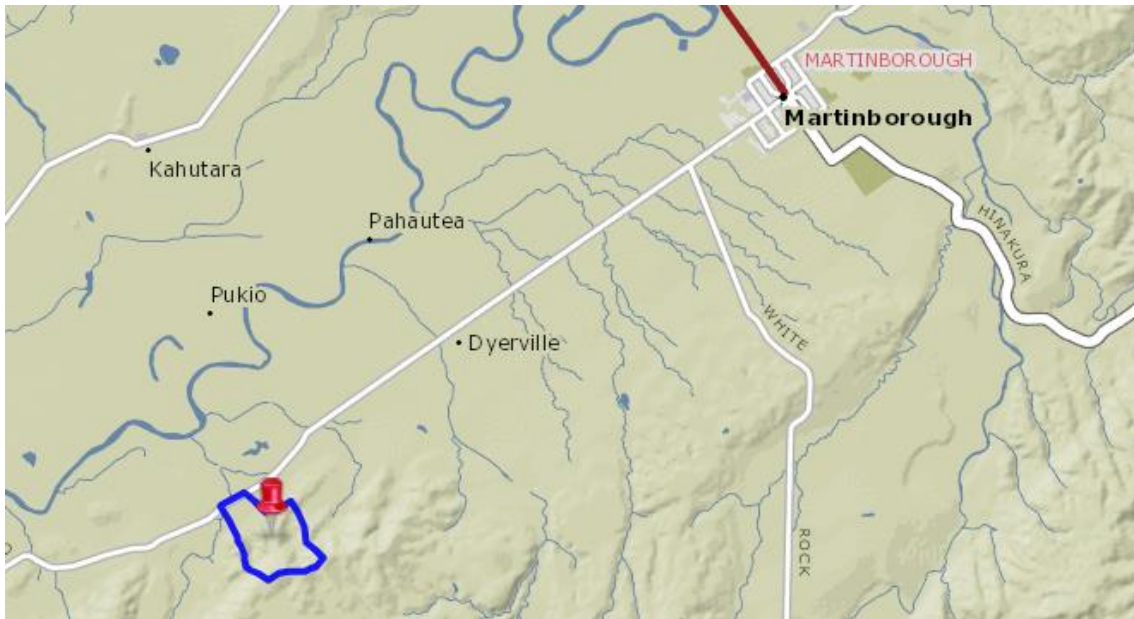 MARTINBOROUGH
Martinborough
Kahutara
Pahautea
HINAKURA
Pukio
WHITE
Dyerville
ROCK